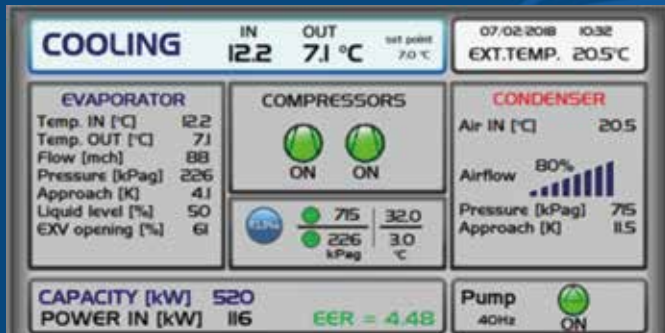 COOLING
IN
12.2
OUT
7.1 °C
set point
7.0 °C
07/02/2018 10:32
EXT.TEMP. 20.5°C
EVAPORATOR
Temp. IN [°C] 12.2
Temp. OUT [°C] 7.1
Flow [mch] 88
Pressure [kPag] 226
Approach [K] 4.1
Liquid level [%] 50
EXV opening [%] 61
COMPRESSORS
ON ON
715 32.0
226 3.0
kPag °C
CONDENSER
Air IN [°C] 20.5
Airflow 80%
Pressure [kPag] 715
Approach [K] 11.5
CAPACITY [kW] 520
POWER IN [kW] 116 EER = 4.48
Pump
40Hz ON